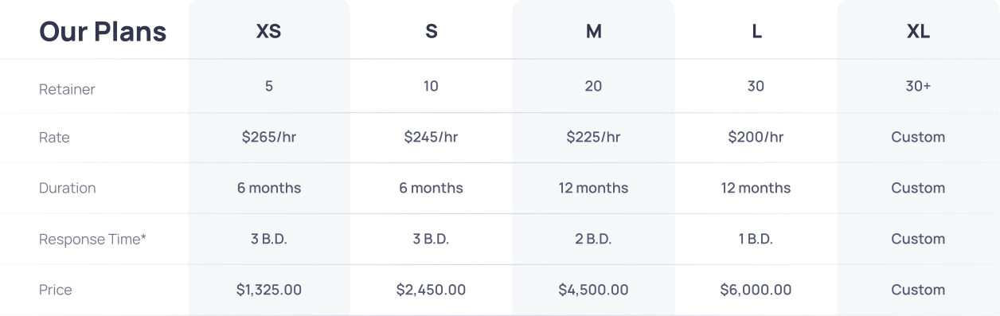 Our Plans XS S M L XL
Retainer 5 10 20 30 30+
Rate $265/hr $245/hr $225/hr $200/hr Custom
Duration 6 months 6 months 12 months 12 months Custom
Response Time* 3 B.D. 3 B.D. 2 B.D. 1 B.D. Custom
Price $1,325.00 $2,450.00 $4,500.00 $6,000.00 Custom